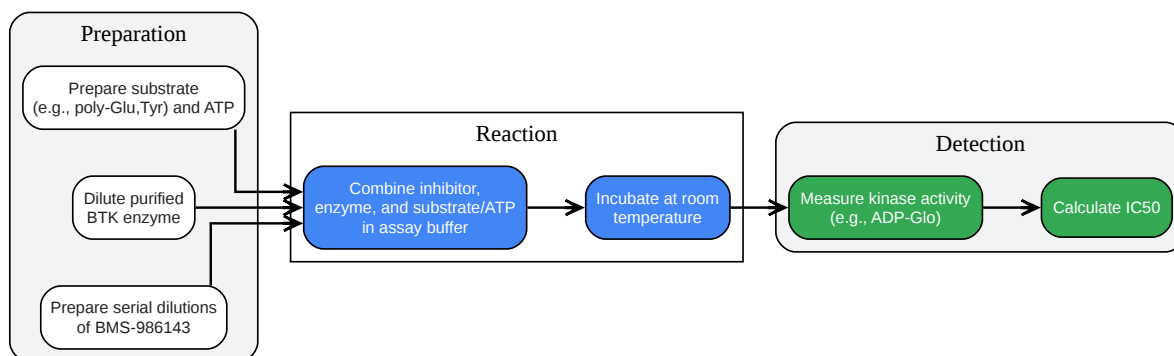 Preparation
Prepare substrate
(e.g., poly-Glu,Tyr) and ATP
Dilute purified
BTK enzyme
Prepare serial dilutions
of BMS-986143
Reaction
Combine inhibitor,
enzyme, and substrate/ATP
in assay buffer
Incubate at room
temperature
Detection
Measure kinase activity
(e.g., ADP-Glo)
Calculate IC50